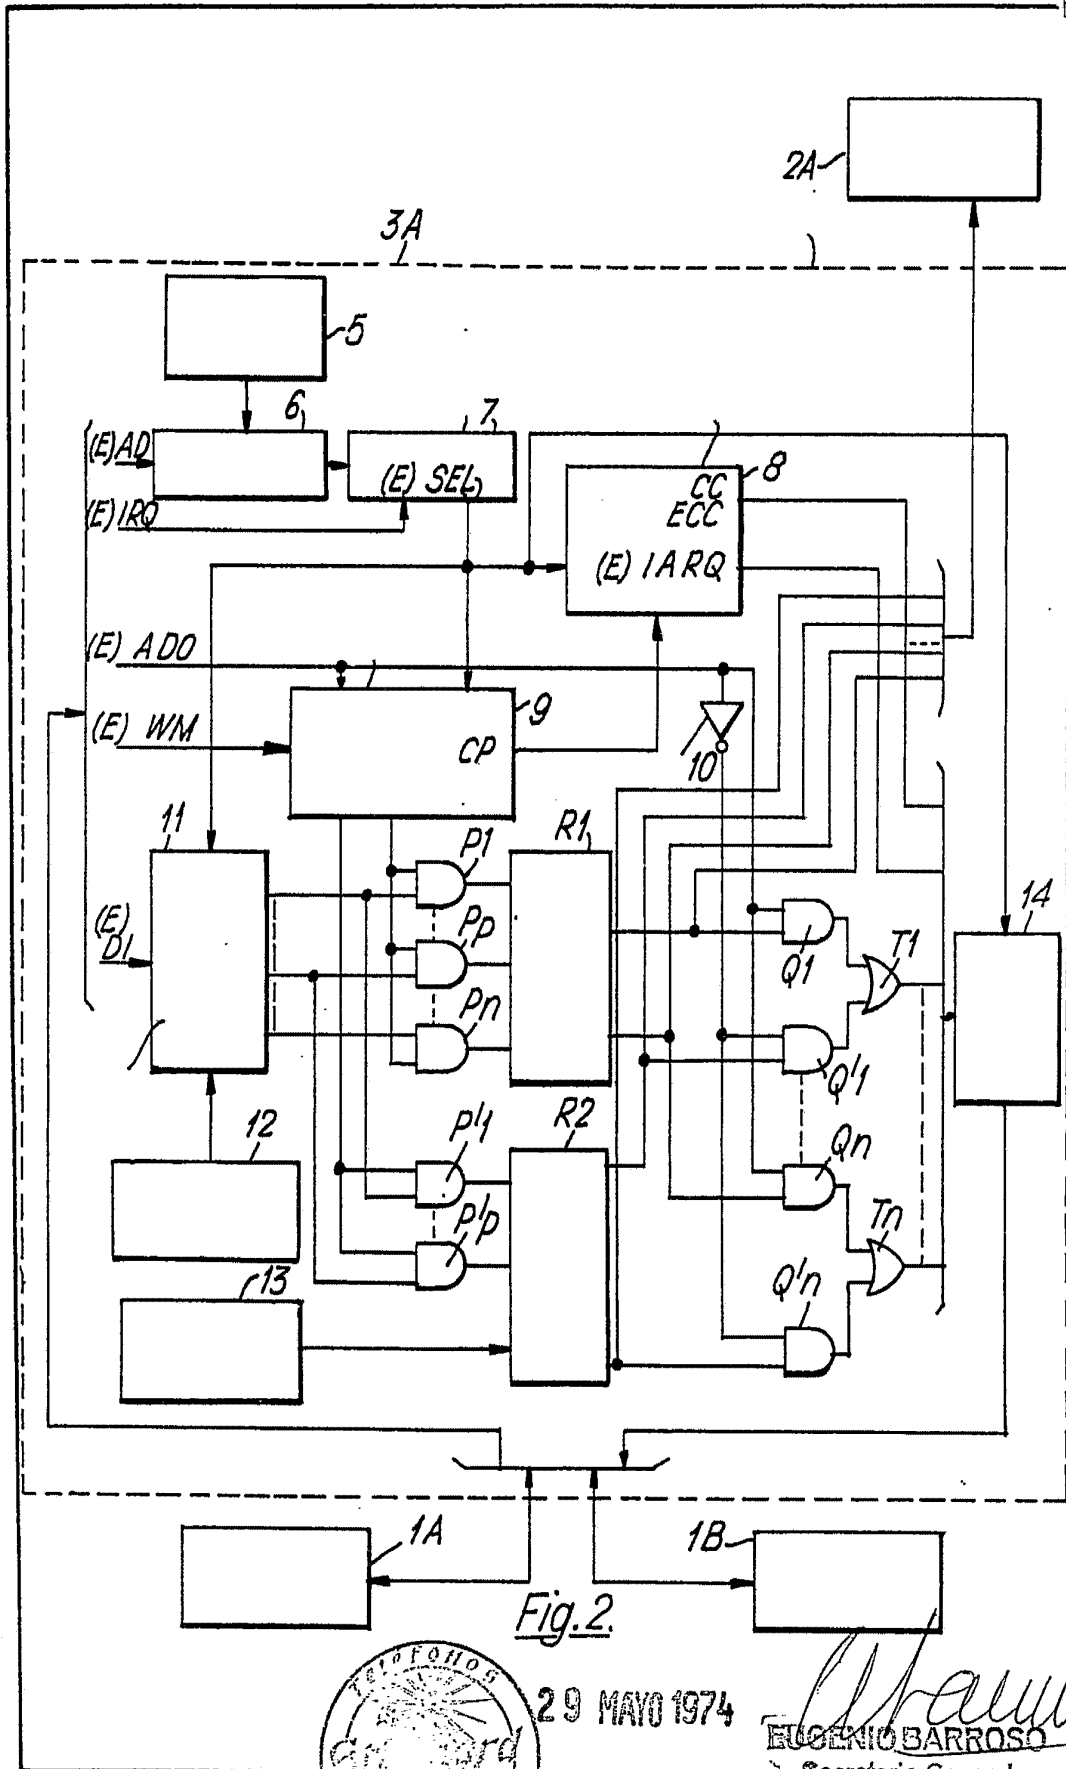 2A
3A
5
6
7
(E)AD
(E) SEL
(E)IRQ
8
CC
ECC
(E) IARQ
(E) ADO
9
(E) WM
CP
10
11
P1
R1
Pp
(E)
DI
Pn
Q1
T1
14
Q'1
12
P'1
R2
Qn
P'p
Tn
13
Q'n
1A
1B
Fig. 2.
TELEFONOS
29 MAYO 1974
EUGENIO BARROSO